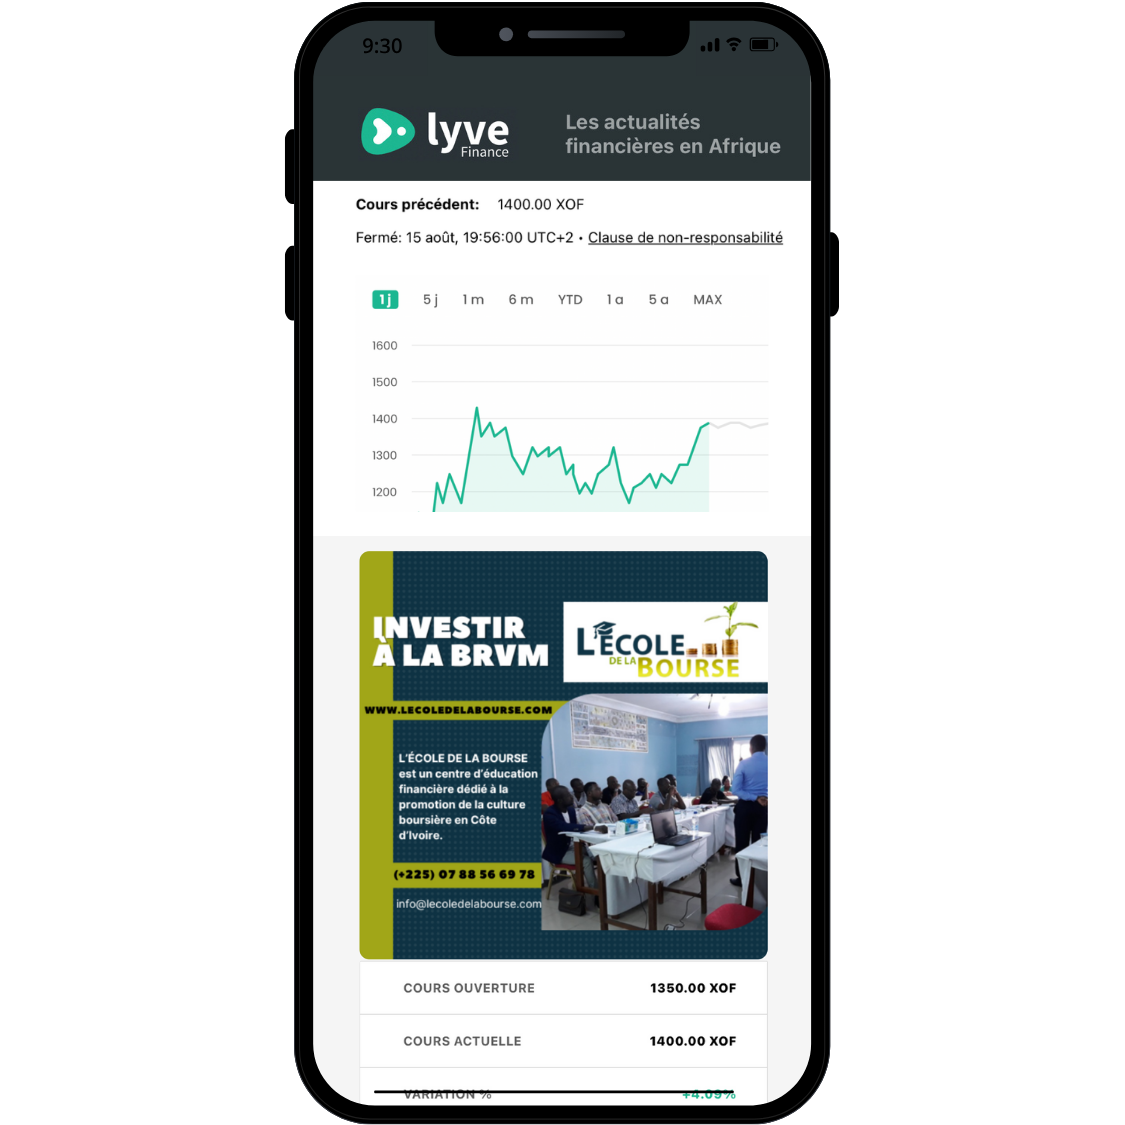 9:30
lyve
Finance
Les actualités
financières en Afrique
Cours précédent: 1400.00 XOF
Fermé: 15 août, 19:56:00 UTC+2 • Clause de non-responsabilité
1 j 5 j 1 m 6 m YTD 1 a 5 a MAX
1600
1500
1400
1300
1200
INVESTIR
À LA BRVM
L'ÉCOLE
DE LA BOURSE
WWW.LECOLEDELABOURSE.COM
L'ÉCOLE DE LA BOURSE
est un centre d'éducation
financière dédié à la
promotion de la culture
boursière en Côte
d'Ivoire.
(+225) 07 88 56 69 78
info@lecoledelabourse.com
COURS OUVERTURE 1350.00 XOF
COURS ACTUELLE 1400.00 XOF
VARIATION % +4.09%